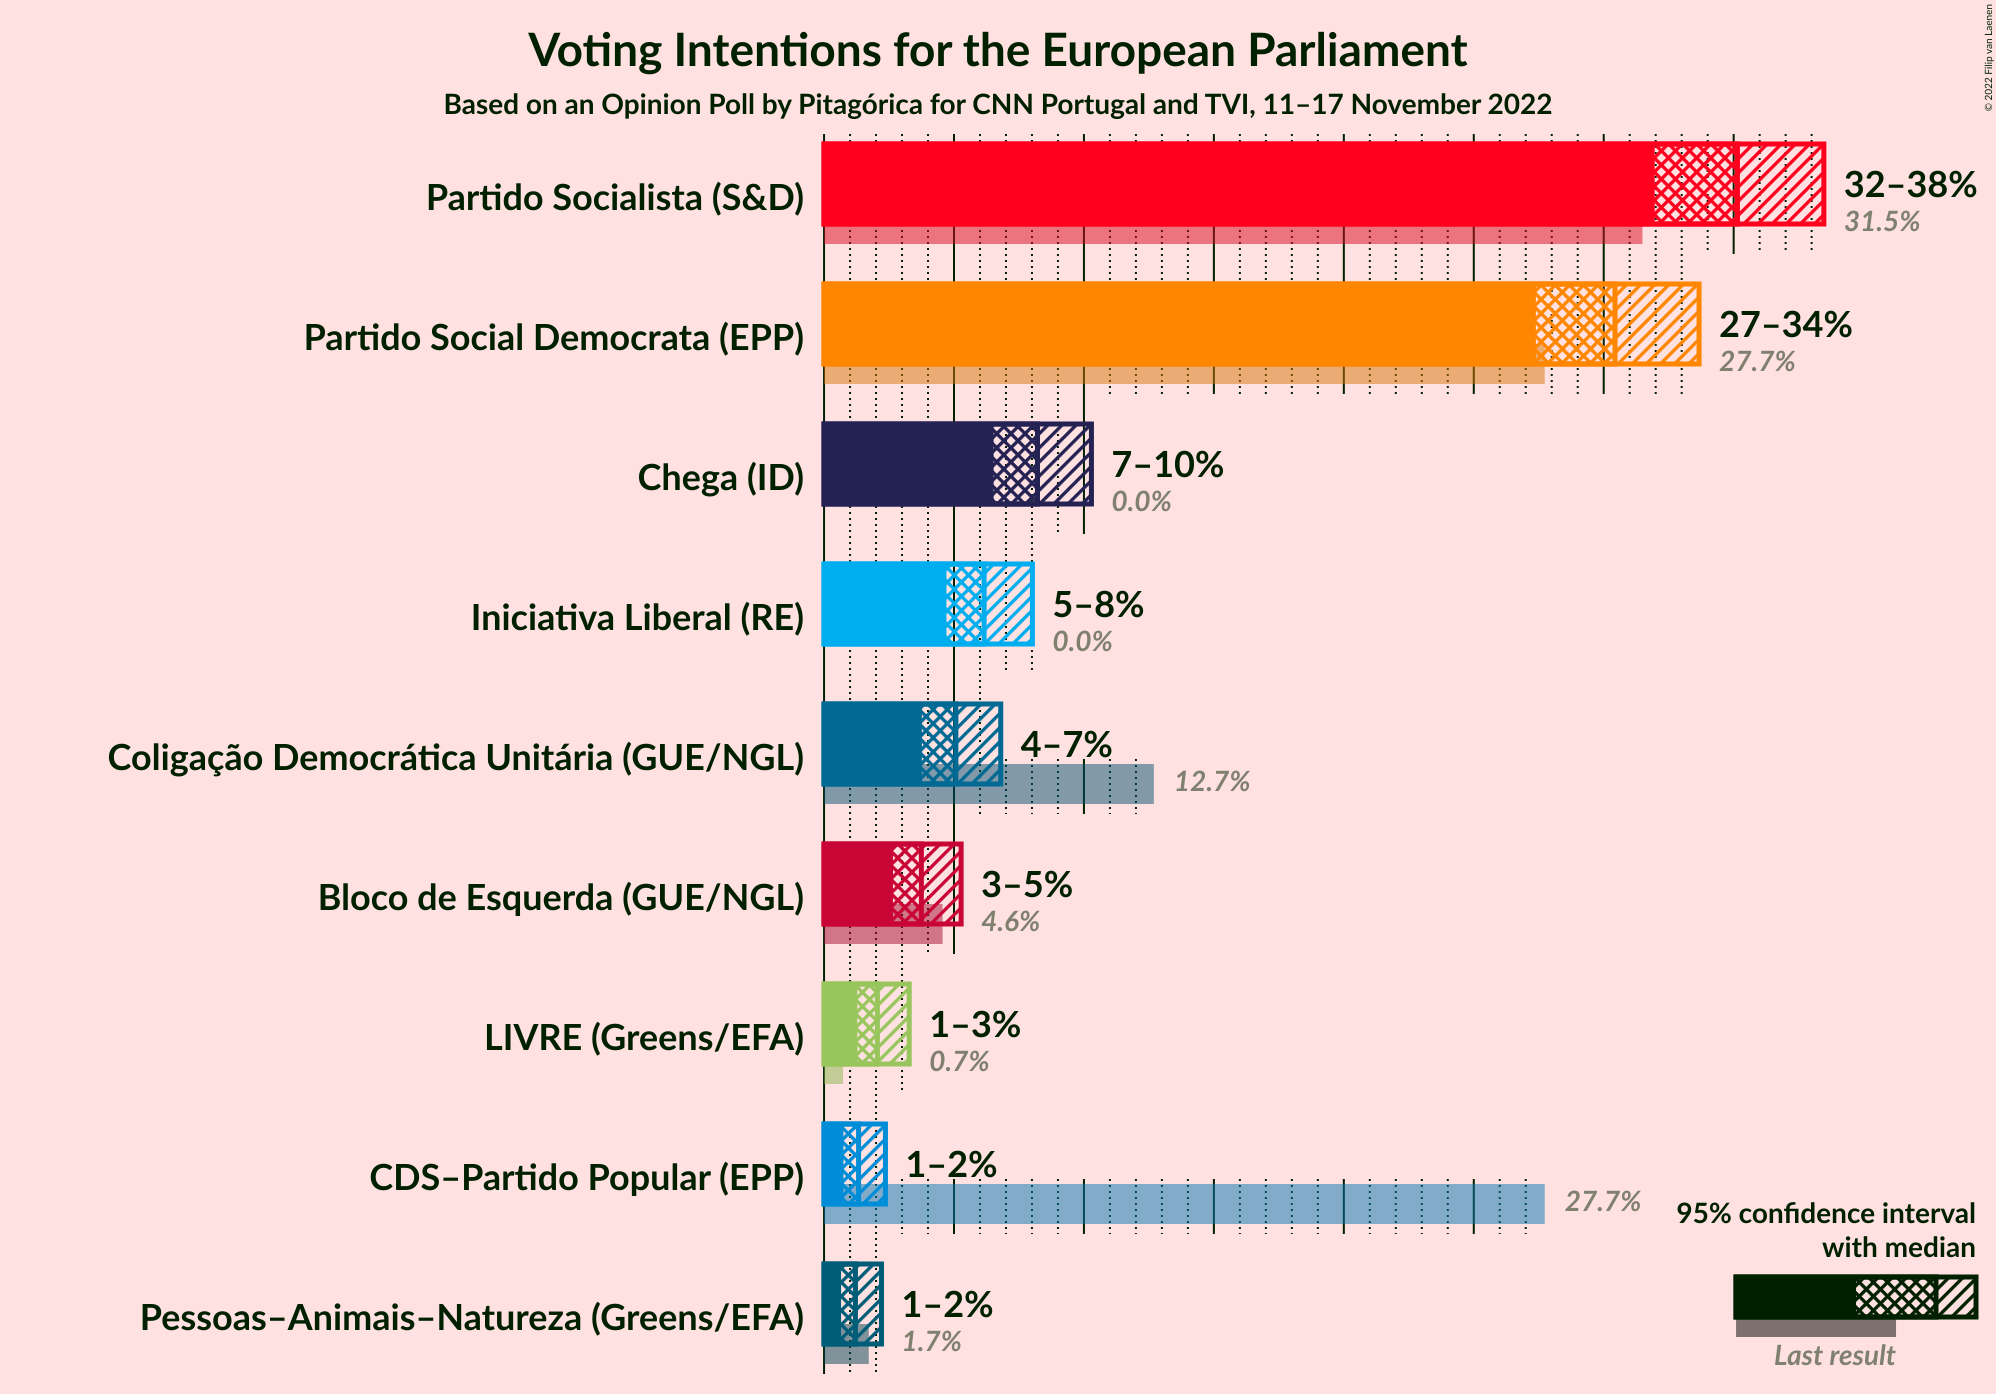 Voting Intentions for the European Parliament
Based on an Opinion Poll by Pitagórica for CNN Portugal and TVI, 11–17 November 2022
© 2022 Filip van Laenen
Partido Socialista (S&D)
32–38%
31.5%
Partido Social Democrata (EPP)
27–34%
27.7%
Chega (ID)
7–10%
0.0%
Iniciativa Liberal (RE)
5–8%
0.0%
Coligação Democrática Unitária (GUE/NGL)
4–7%
12.7%
Bloco de Esquerda (GUE/NGL)
3–5%
4.6%
LIVRE (Greens/EFA)
1–3%
0.7%
CDS–Partido Popular (EPP)
1–2%
27.7%
Pessoas–Animais–Natureza (Greens/EFA)
1–2%
1.7%
95% confidence interval
with median
Last result